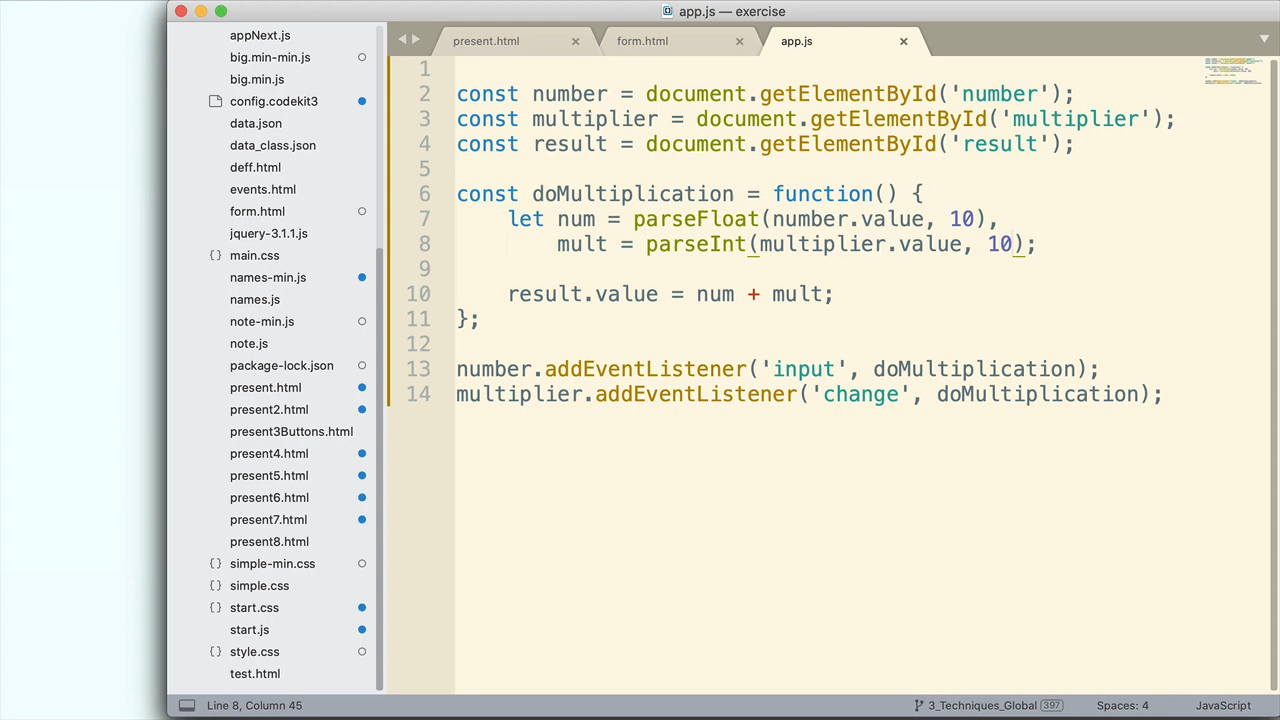 app.js — exercise
appNext.js
big.min-min.js
big.min.js
config.codekit3
data.json
data_class.json
deff.html
events.html
form.html
jquery-3.1.1.js
{} main.css
names-min.js
names.js
note-min.js
note.js
package-lock.json
present.html
present2.html
present3Buttons.html
present4.html
present5.html
present6.html
present7.html
present8.html
{} simple-min.css
{} simple.css
{} start.css
start.js
{} style.css
test.html
present.html × form.html × app.js ×
1
2 const number = document.getElementById('number');
3 const multiplier = document.getElementById('multiplier');
4 const result = document.getElementById('result');
5
6 const doMultiplication = function() {
7 let num = parseFloat(number.value, 10),
8 mult = parseInt(multiplier.value, 10);
9
10 result.value = num + mult;
11 };
12
13 number.addEventListener('input', doMultiplication);
14 multiplier.addEventListener('change', doMultiplication);
Line 8, Column 45 3_Techniques_Global 397 Spaces: 4 JavaScript